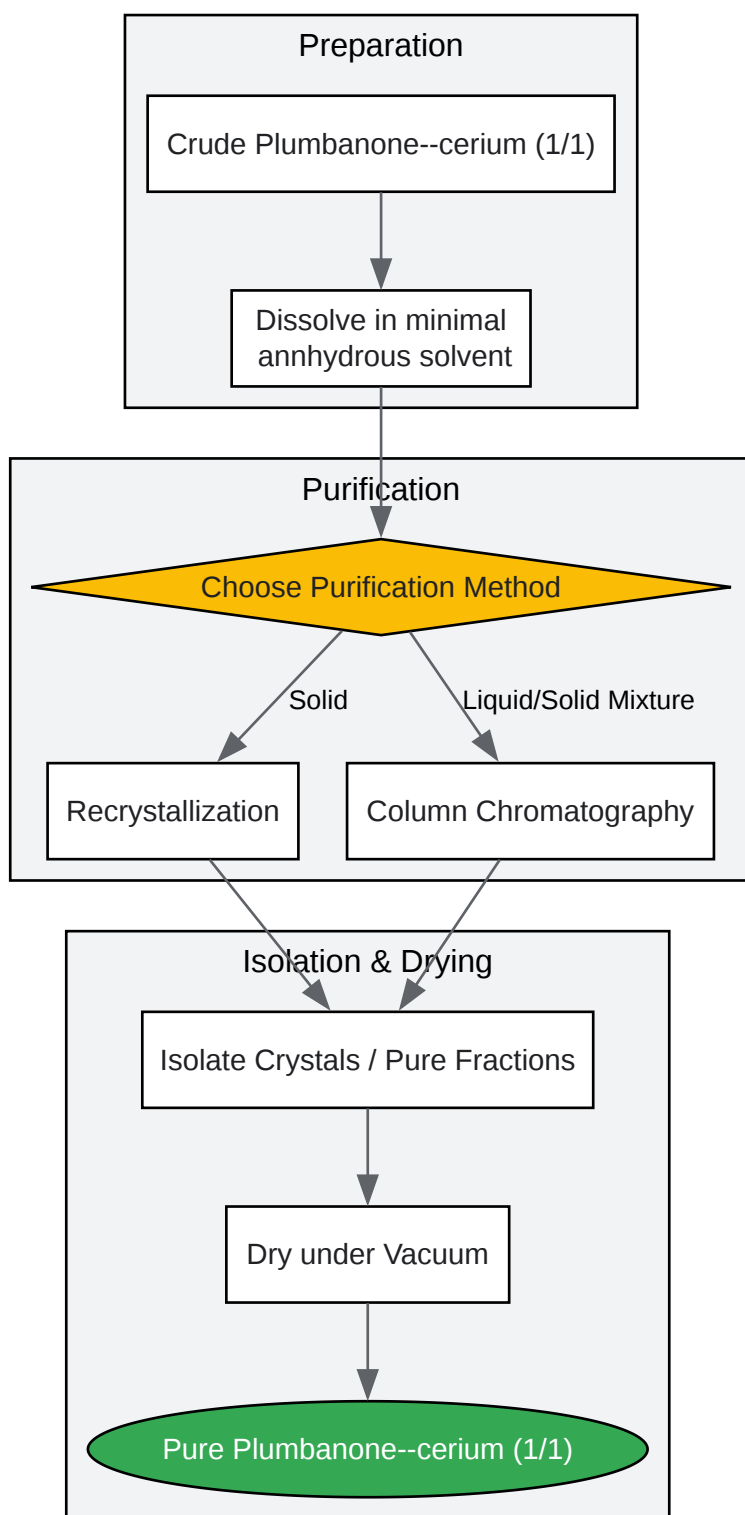 Preparation
Crude Plumbanone--cerium (1/1)
Dissolve in minimal
annhydrous solvent
Purification
Choose Purification Method
Solid
Liquid/Solid Mixture
Recrystallization
Column Chromatography
Isolation & Drying
Isolate Crystals / Pure Fractions
Dry under Vacuum
Pure Plumbanone--cerium (1/1)